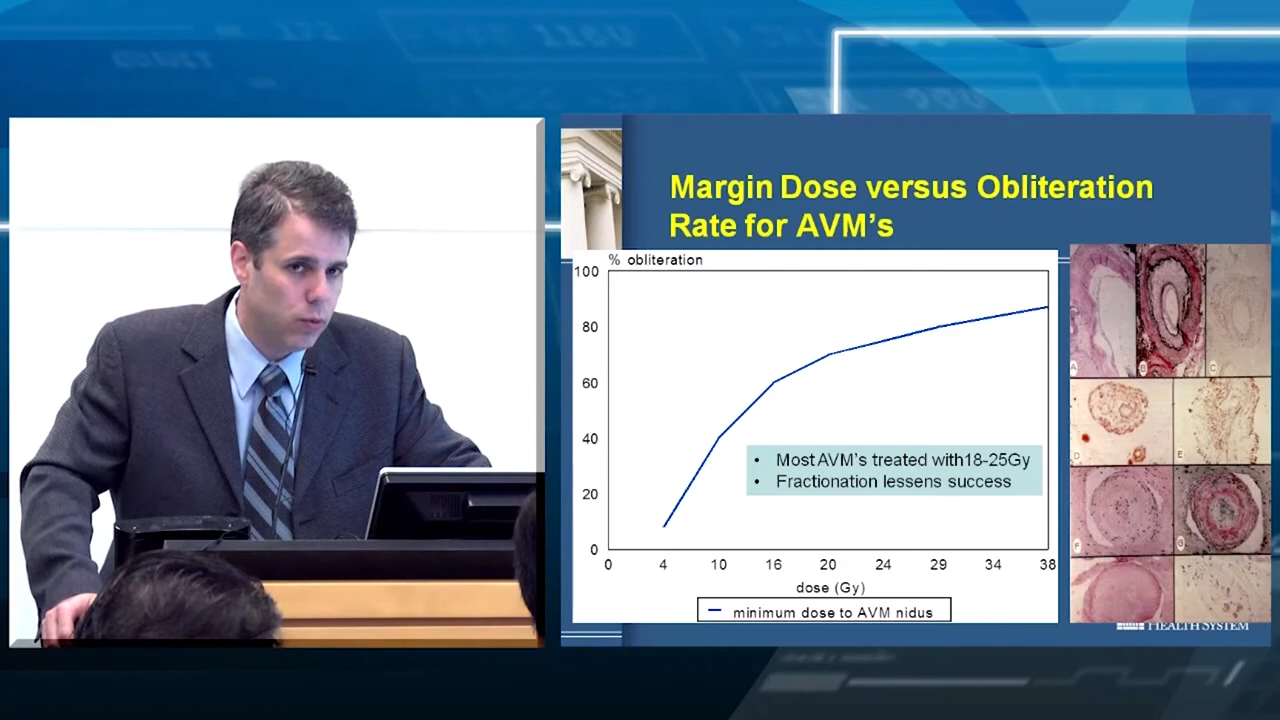 Margin Dose versus Obliteration
Rate for AVM's
% obliteration
100
80
60
40
20
0
• Most AVM's treated with18-25Gy
• Fractionation lessens success
0 4 10 16 20 24 29 34 38
dose (Gy)
minimum dose to AVM nidus
A B C
D E
F G
HEALTH SYSTEM